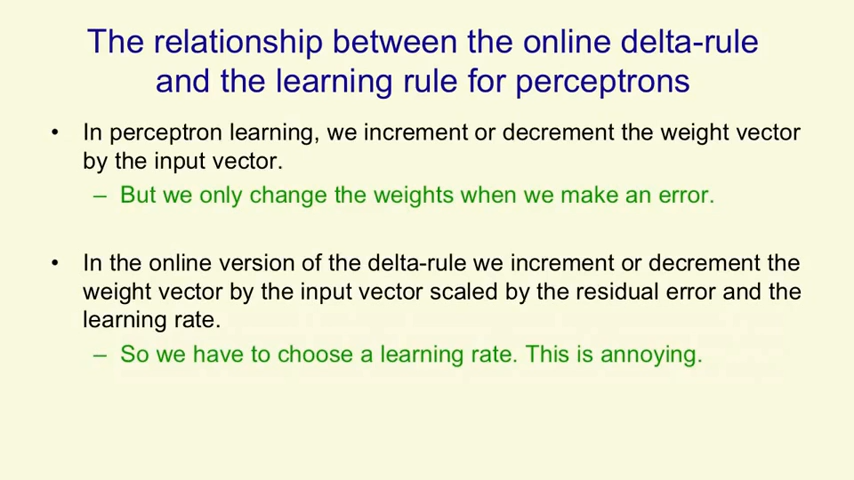 The relationship between the online delta-rule
and the learning rule for perceptrons
• In perceptron learning, we increment or decrement the weight vector
by the input vector.
– But we only change the weights when we make an error.
• In the online version of the delta-rule we increment or decrement the
weight vector by the input vector scaled by the residual error and the
learning rate.
– So we have to choose a learning rate. This is annoying.